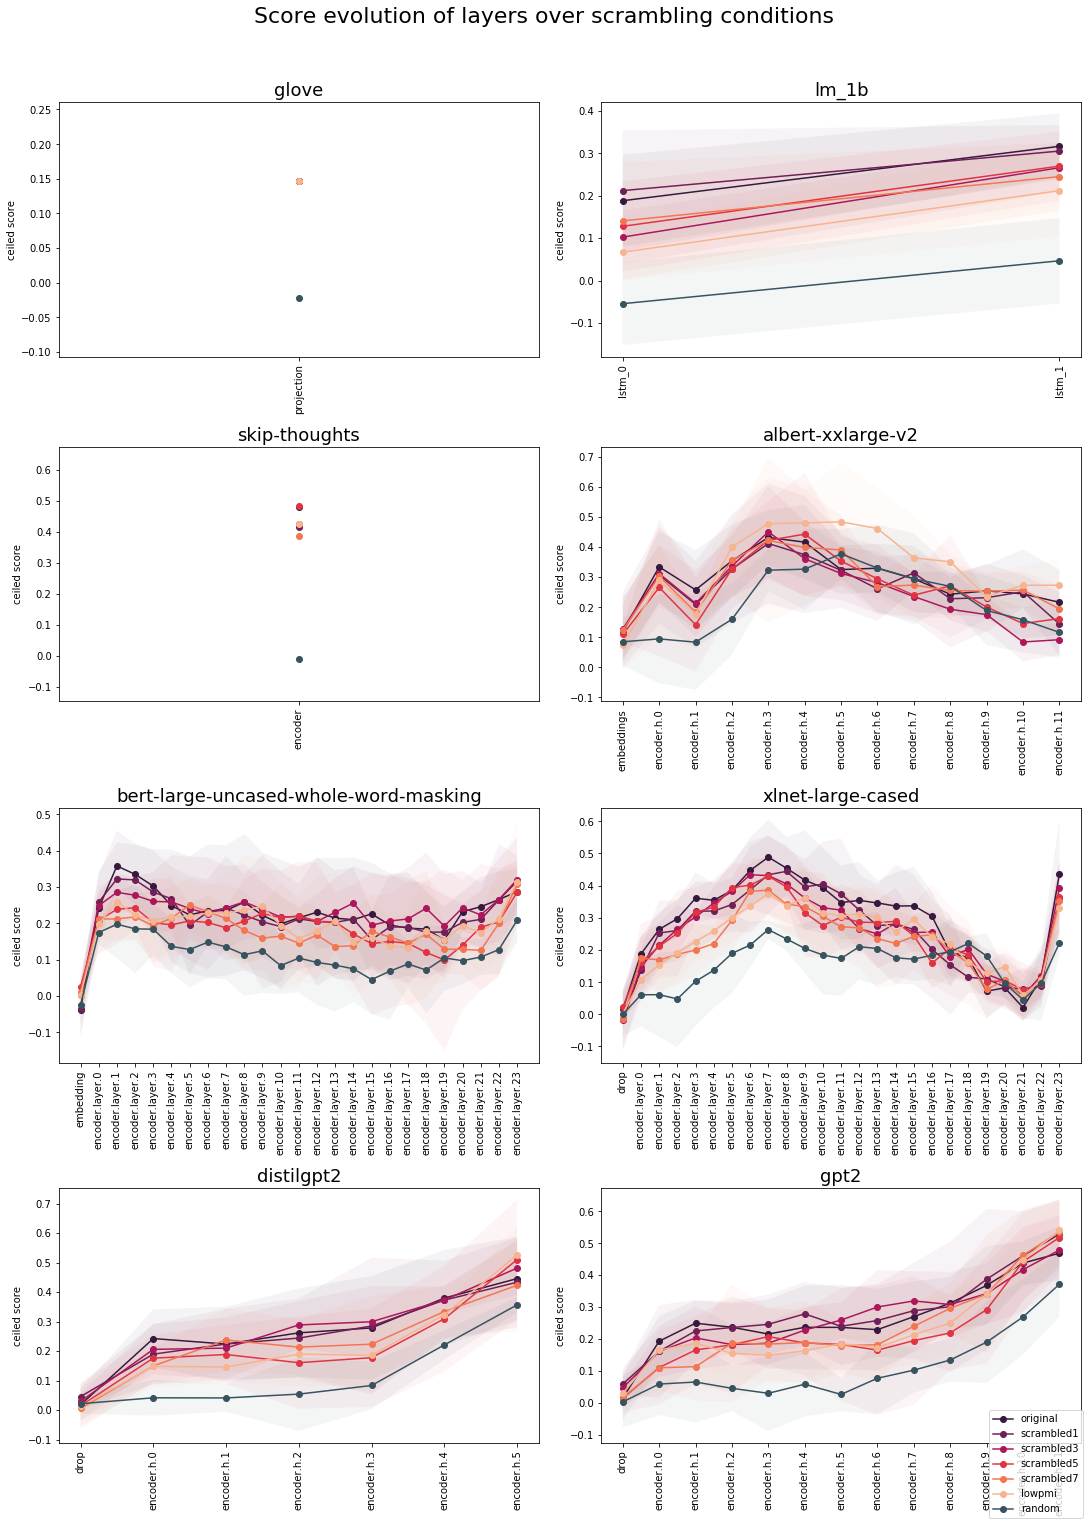 Score evolution of layers over scrambling conditions
glove
ceiled score
0.25
0.20
0.15
0.10
0.05
0.00
−0.05
−0.10
projection
lm_1b
ceiled score
0.4
0.3
0.2
0.1
0.0
−0.1
lstm_0
lstm_1
skip-thoughts
ceiled score
0.6
0.5
0.4
0.3
0.2
0.1
0.0
−0.1
encoder
albert-xxlarge-v2
ceiled score
0.7
0.6
0.5
0.4
0.3
0.2
0.1
0.0
−0.1
embeddings
encoder.h.0
encoder.h.1
encoder.h.2
encoder.h.3
encoder.h.4
encoder.h.5
encoder.h.6
encoder.h.7
encoder.h.8
encoder.h.9
encoder.h.10
encoder.h.11
bert-large-uncased-whole-word-masking
ceiled score
0.5
0.4
0.3
0.2
0.1
0.0
−0.1
embedding
encoder.layer.0
encoder.layer.1
encoder.layer.2
encoder.layer.3
encoder.layer.4
encoder.layer.5
encoder.layer.6
encoder.layer.7
encoder.layer.8
encoder.layer.9
encoder.layer.10
encoder.layer.11
encoder.layer.12
encoder.layer.13
encoder.layer.14
encoder.layer.15
encoder.layer.16
encoder.layer.17
encoder.layer.18
encoder.layer.19
encoder.layer.20
encoder.layer.21
encoder.layer.22
encoder.layer.23
xlnet-large-cased
ceiled score
0.6
0.5
0.4
0.3
0.2
0.1
0.0
−0.1
drop
encoder.layer.0
encoder.layer.1
encoder.layer.2
encoder.layer.3
encoder.layer.4
encoder.layer.5
encoder.layer.6
encoder.layer.7
encoder.layer.8
encoder.layer.9
encoder.layer.10
encoder.layer.11
encoder.layer.12
encoder.layer.13
encoder.layer.14
encoder.layer.15
encoder.layer.16
encoder.layer.17
encoder.layer.18
encoder.layer.19
encoder.layer.20
encoder.layer.21
encoder.layer.22
encoder.layer.23
distilgpt2
ceiled score
0.7
0.6
0.5
0.4
0.3
0.2
0.1
0.0
−0.1
drop
encoder.h.0
encoder.h.1
encoder.h.2
encoder.h.3
encoder.h.4
encoder.h.5
gpt2
ceiled score
0.6
0.5
0.4
0.3
0.2
0.1
0.0
−0.1
drop
encoder.h.0
encoder.h.1
encoder.h.2
encoder.h.3
encoder.h.4
encoder.h.5
encoder.h.6
encoder.h.7
encoder.h.8
original
scrambled1
scrambled3
scrambled5
scrambled7
lowpmi
random